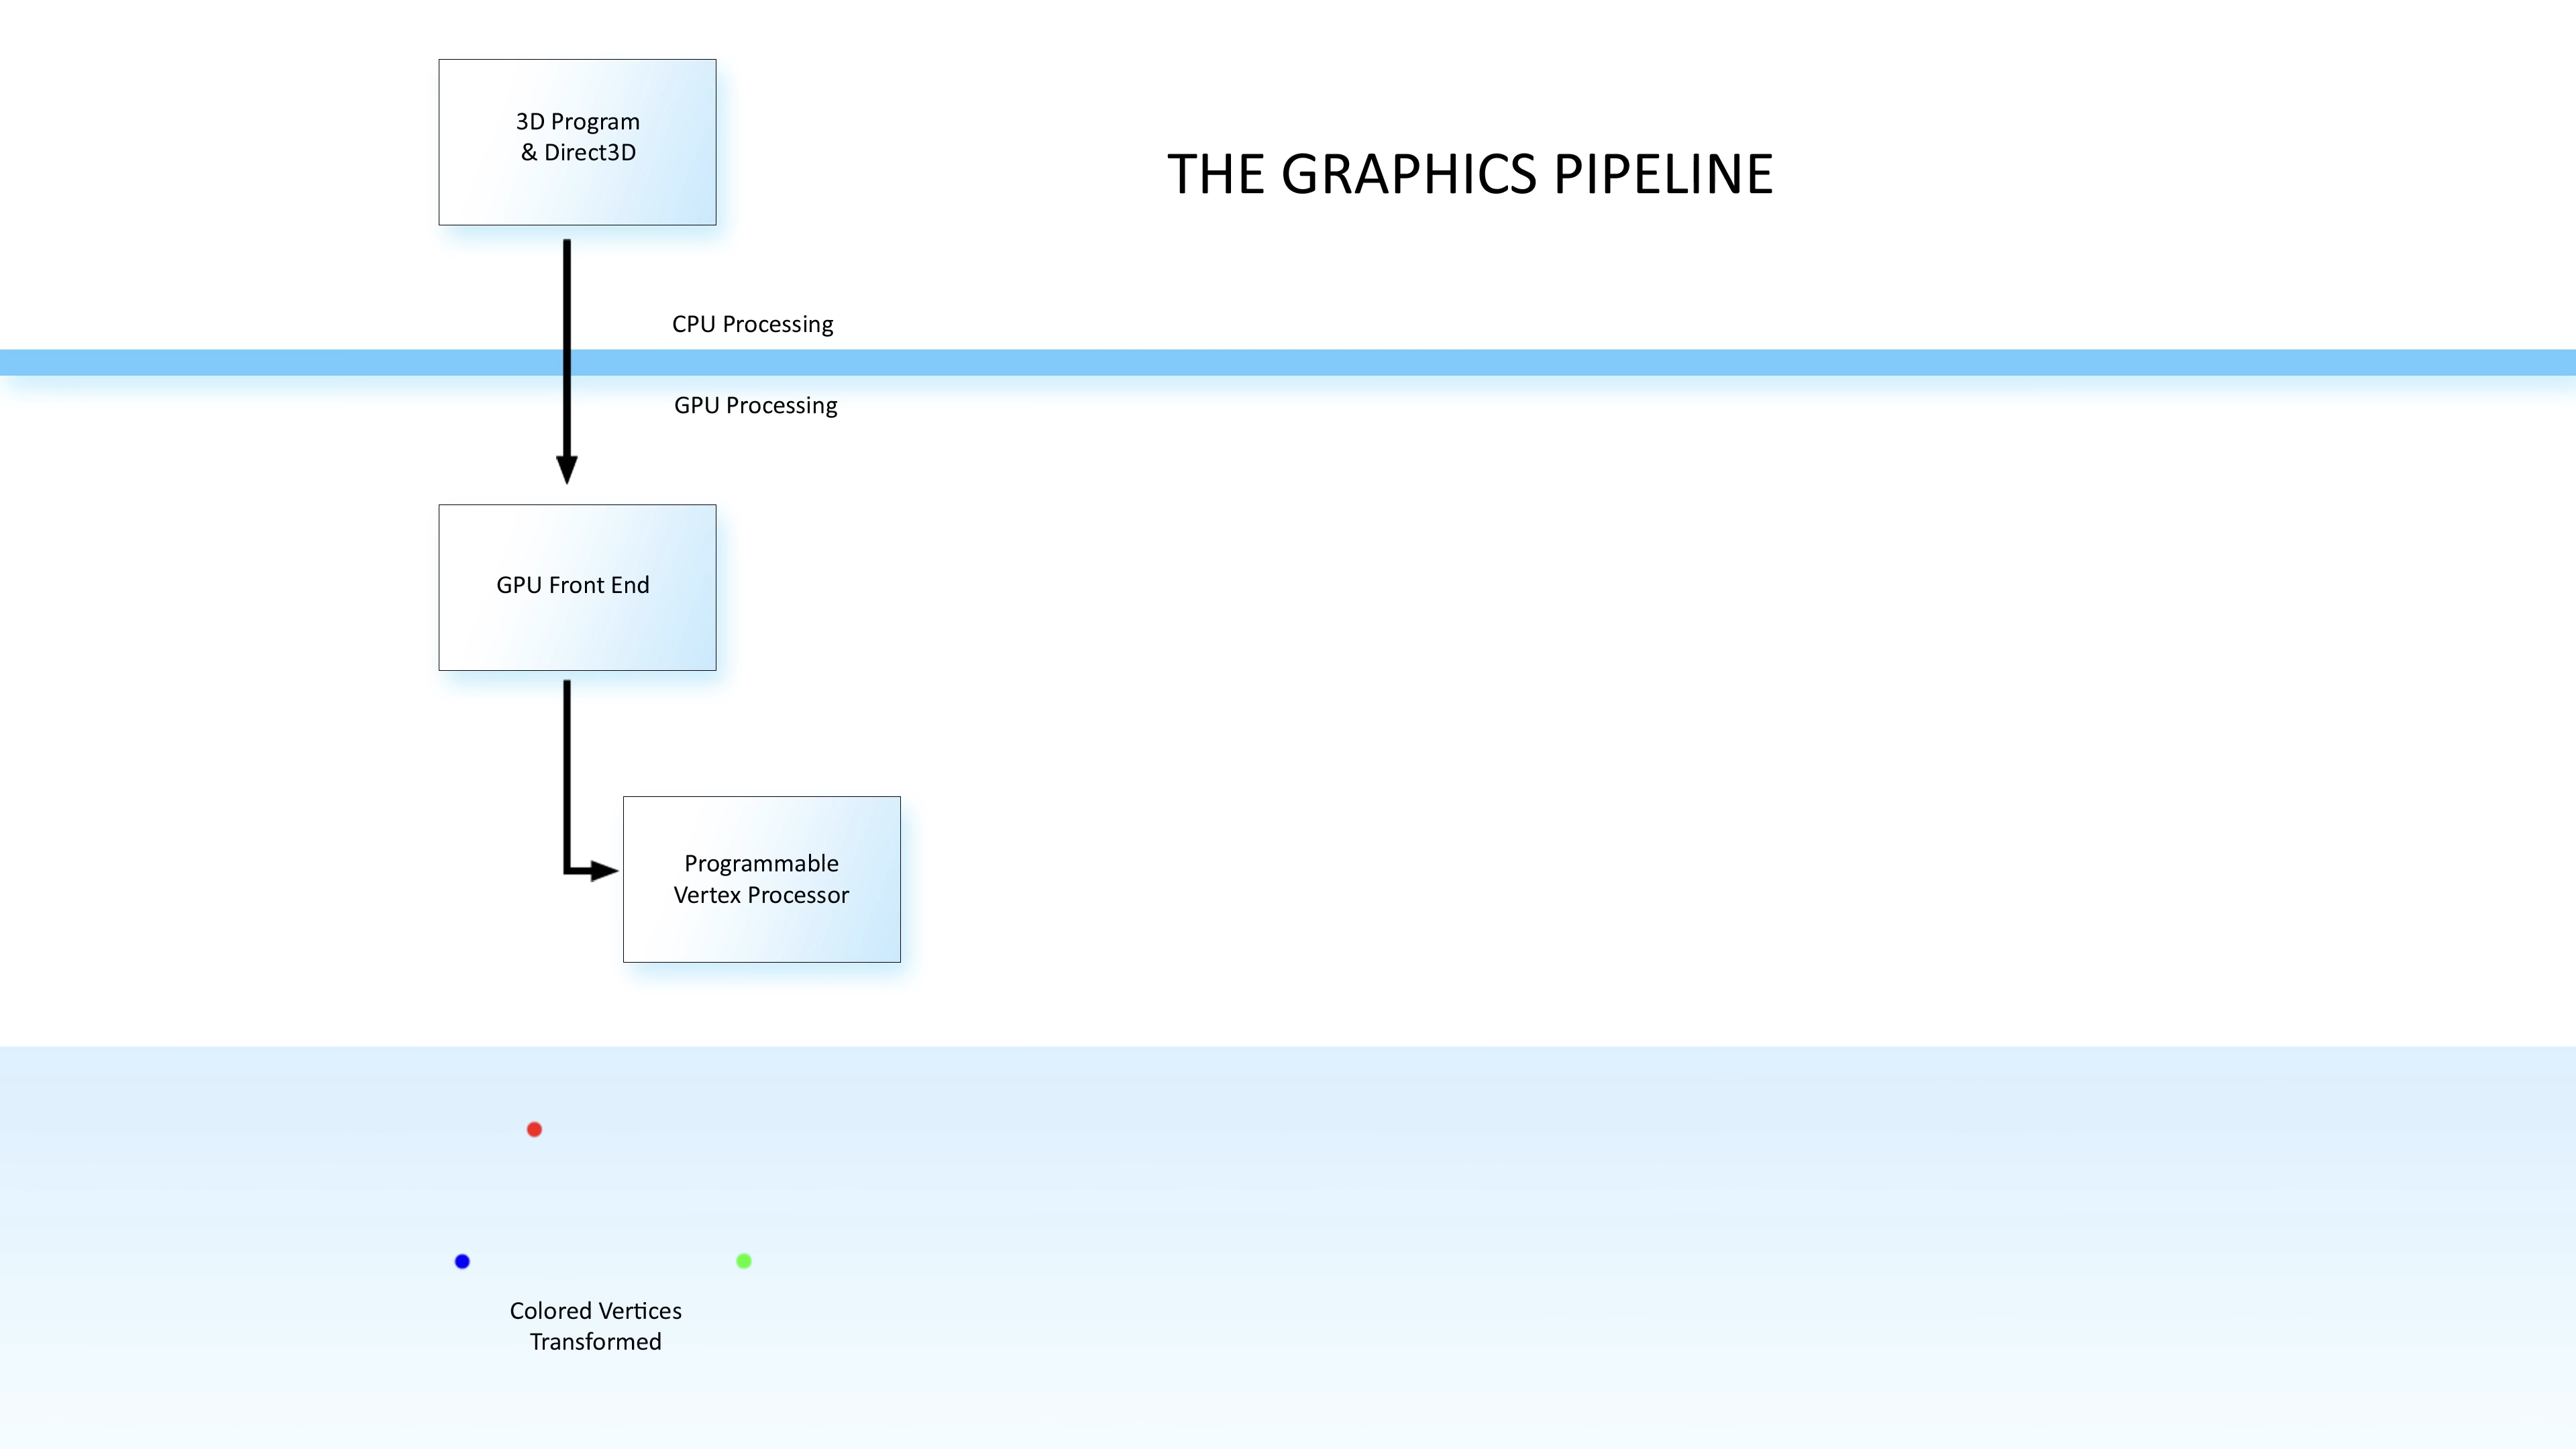 3D Program
& Direct3D
THE GRAPHICS PIPELINE
CPU Processing
GPU Processing
GPU Front End
Programmable
Vertex Processor
Colored Vertices
Transformed